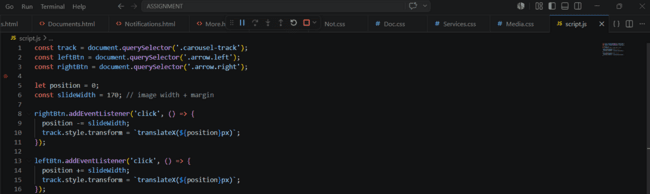 Go Run Terminal Help
ASSIGNMENT
Documents.html Notifications.html More.h Not.css Doc.css Services.css Media.css script.js
script.js > ...
1 const track = document.querySelector('.carousel-track');
2 const leftBtn = document.querySelector('.arrow.left');
3 const rightBtn = document.querySelector('.arrow.right');
4
5 let position = 0;
6 const slideWidth = 170; // image width + margin
7
8 rightBtn.addEventListener('click', () => {
9 position -= slideWidth;
10 track.style.transform = `translateX(${position}px)`;
11 });
12
13 leftBtn.addEventListener('click', () => {
14 position += slideWidth;
15 track.style.transform = `translateX(${position}px)`;
16 });